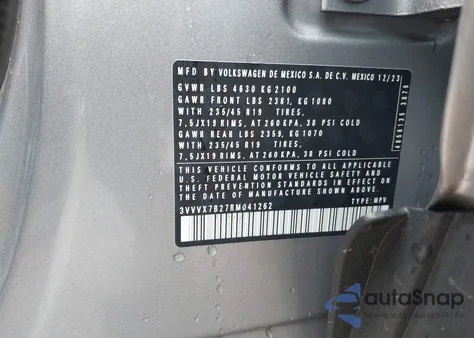 MFD BY VOLKSWAGEN DE MEXICO S.A. DE C.V. MEXICO 12/23
GVWR LBS 4630 KG 2100
GAWR FRONT LBS 2381, KG 1080
WITH 235/45 R19 TIRES,
7.5JX19 RIMS, AT 260 KPA, 38 PSI COLD
GAWR REAR LBS 2359, KG 1070
WITH 235/45 R19 TIRES,
7.5JX19 RIMS, AT 260 KPA, 38 PSI COLD
THIS VEHICLE CONFORMS TO ALL APPLICABLE
U.S. FEDERAL MOTOR VEHICLE SAFETY AND
THEFT PREVENTION STANDARDS IN EFFECT ON
THE DATE OF MANUFACTURE SHOWN ABOVE.
3VVVX7B27RM041262
TYPE: MPV
autoSnap